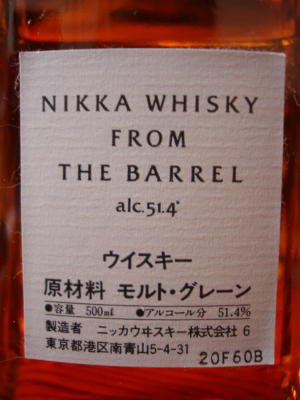 NIKKA WHISKY
FROM
THE BARREL
alc.51.4°
ウイスキー
原材料 モルト・グレーン
●容量 500ml ●アルコール分 51.4%
製造者 ニッカウヰスキー株式会社 6
東京都港区南青山5-4-31
20F60B